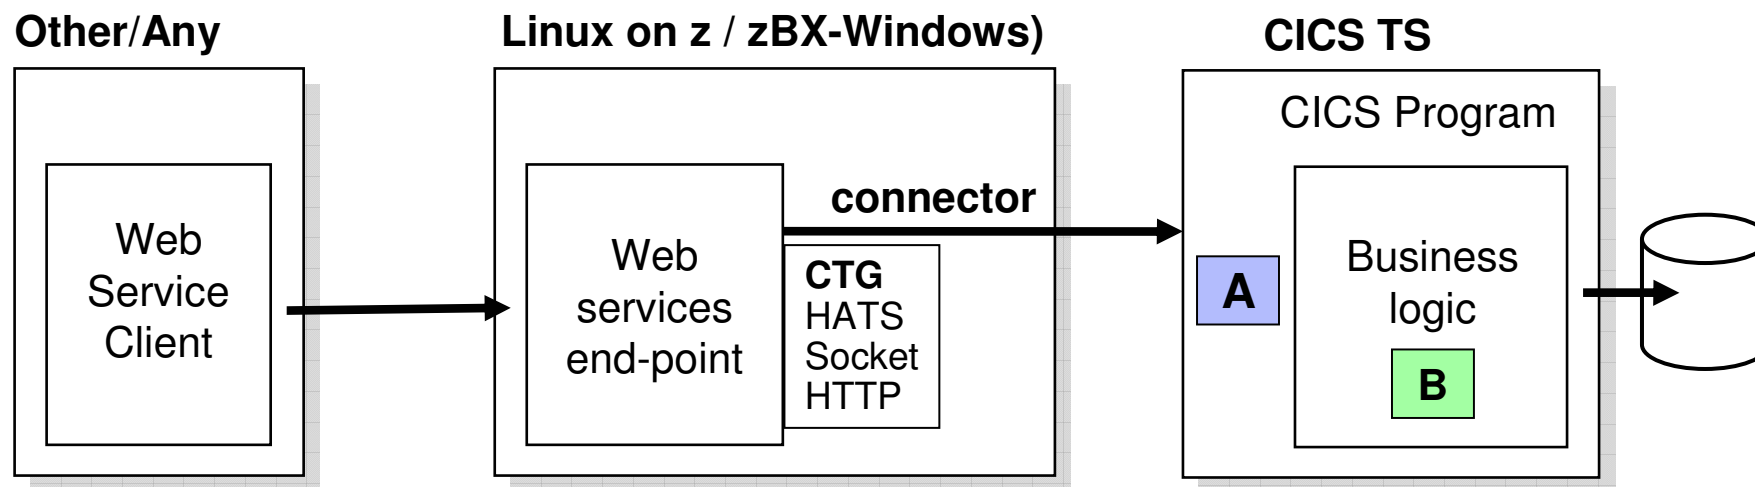 Other/Any
Linux on z / zBX-Windows)
CICS TS
Web
Service
Client
Web
services
end-point
connector
CTG
HATS
Socket
HTTP
CICS Program
A
Business
logic
B